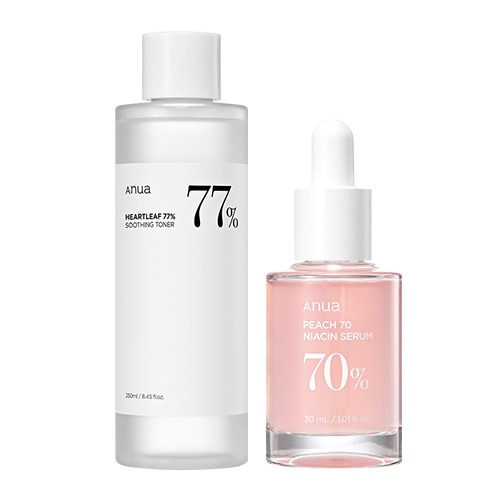 Anua
HEARTLEAF 77%
SOOTHING TONER
77%
250ml / 8.45 fl.oz.
Anua
PEACH 70
NIACIN SERUM
70%
30 mL / 1.01 fl. oz